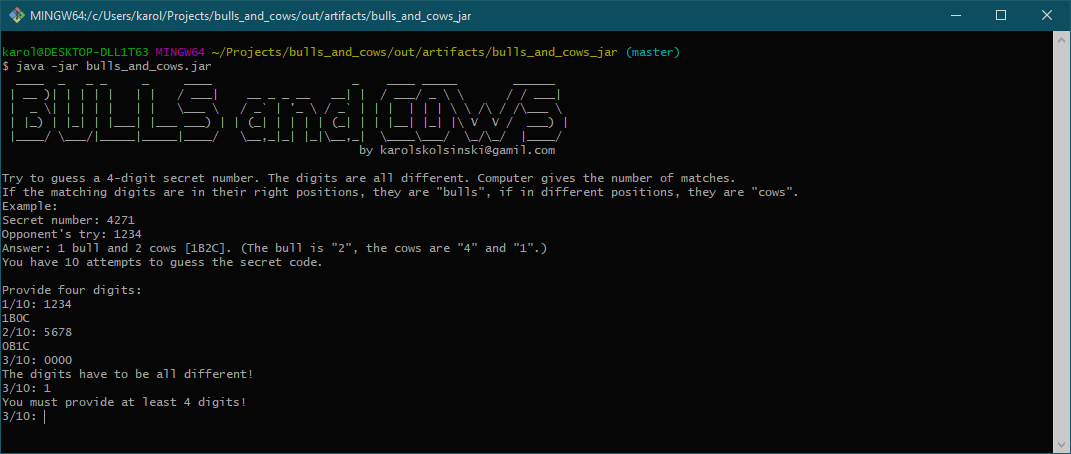 MINGW64:/c/Users/karol/Projects/bulls_and_cows/out/artifacts/bulls_and_cows_jar
karol@DESKTOP-DLL1T63 MINGW64 ~/Projects/bulls_and_cows/out/artifacts/bulls_and_cows_jar (master)
$ java -jar bulls_and_cows.jar
BULLS and COWS
by karolskolsinski@gamil.com
Try to guess a 4-digit secret number. The digits are all different. Computer gives the number of matches.
If the matching digits are in their right positions, they are "bulls", if in different positions, they are "cows".
Example:
Secret number: 4271
Opponent's try: 1234
Answer: 1 bull and 2 cows [1B2C]. (The bull is "2", the cows are "4" and "1".)
You have 10 attempts to guess the secret code.
Provide four digits:
1/10: 1234
1B0C
2/10: 5678
0B1C
3/10: 0000
The digits have to be all different!
3/10: 1
You must provide at least 4 digits!
3/10: